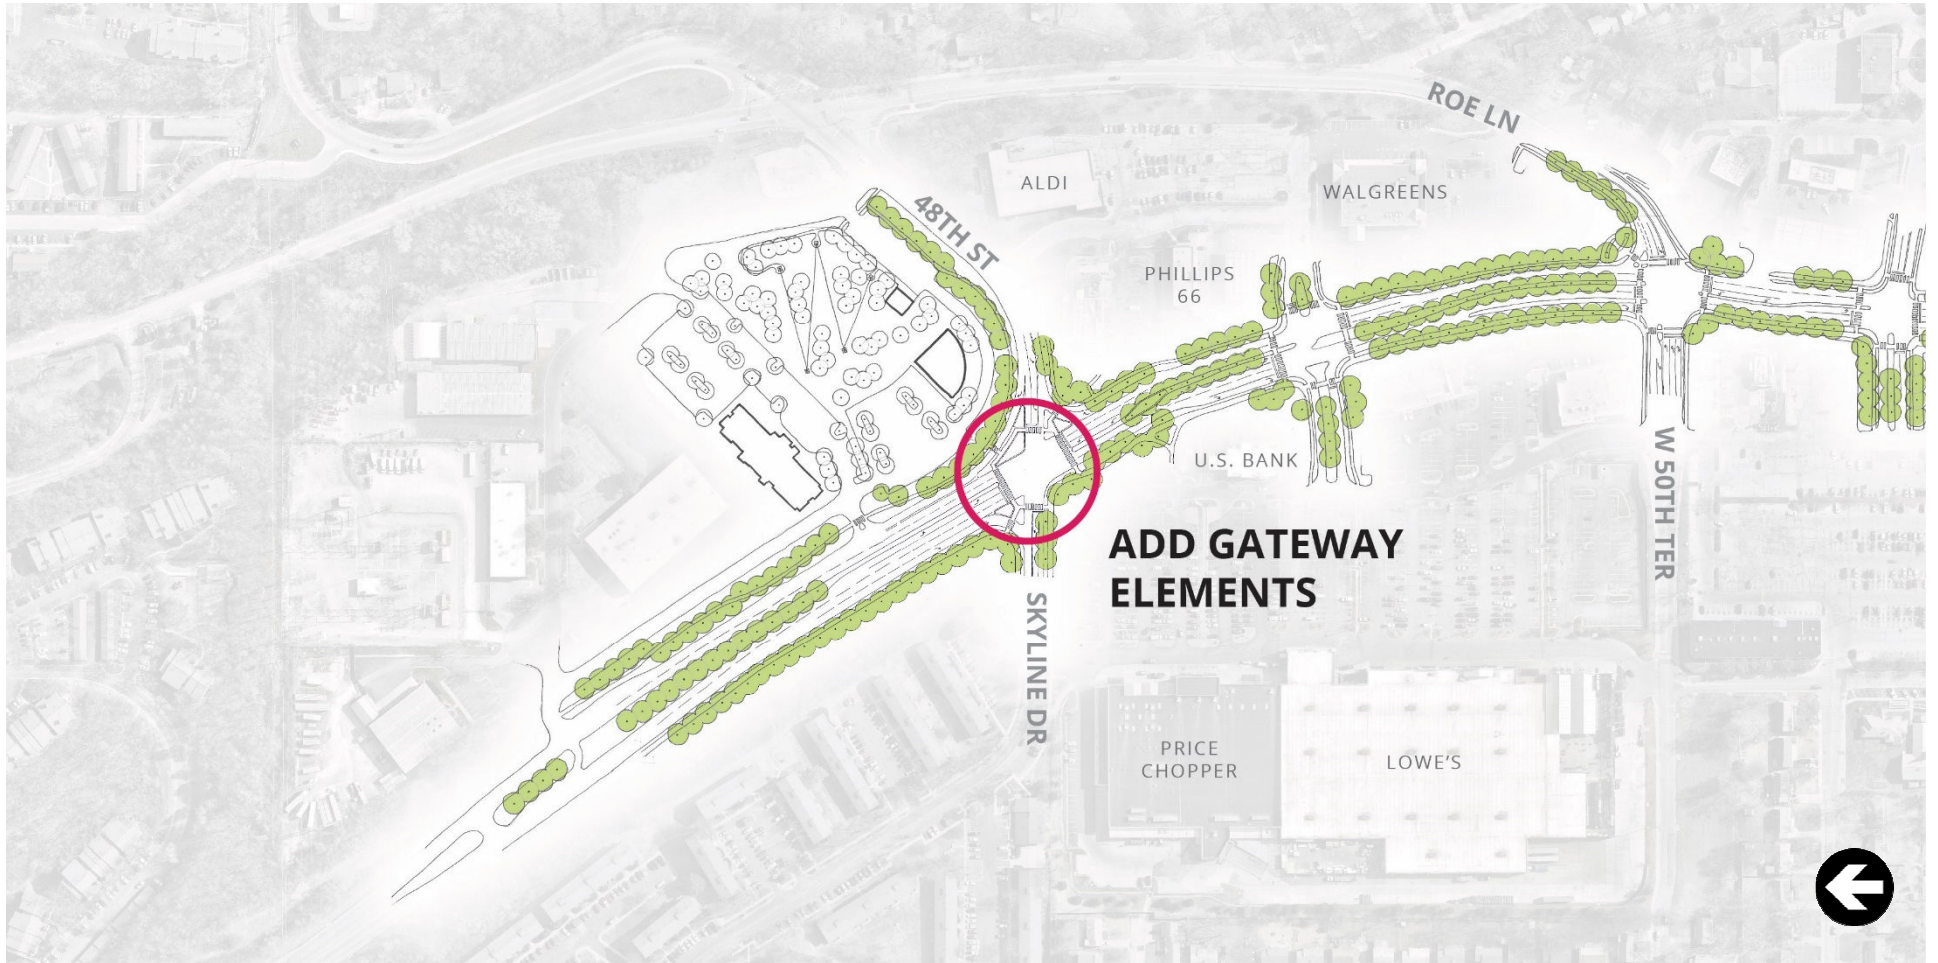 ROE LN
ALDI
WALGREENS
48TH ST
PHILLIPS
66
U.S. BANK
W 50TH TER
ADD GATEWAY
ELEMENTS
SKYLINE DR
PRICE
CHOPPER
LOWE'S